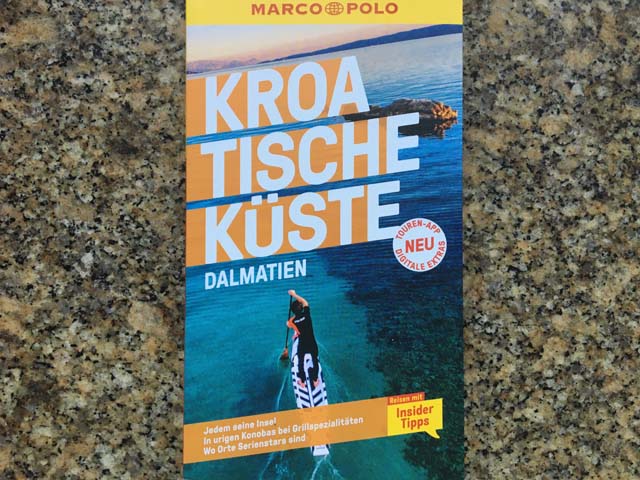 MARCO POLO
KROA
TISCHE
KÜSTE
DALMATIEN
TOUREN-APP
NEU
DIGITALE EXTRAS
Jedem seine Insel
In urigen Konobas bei Grillspezialitäten
Wo Orte Serienstars sind
Reisen mit
Insider
Tipps